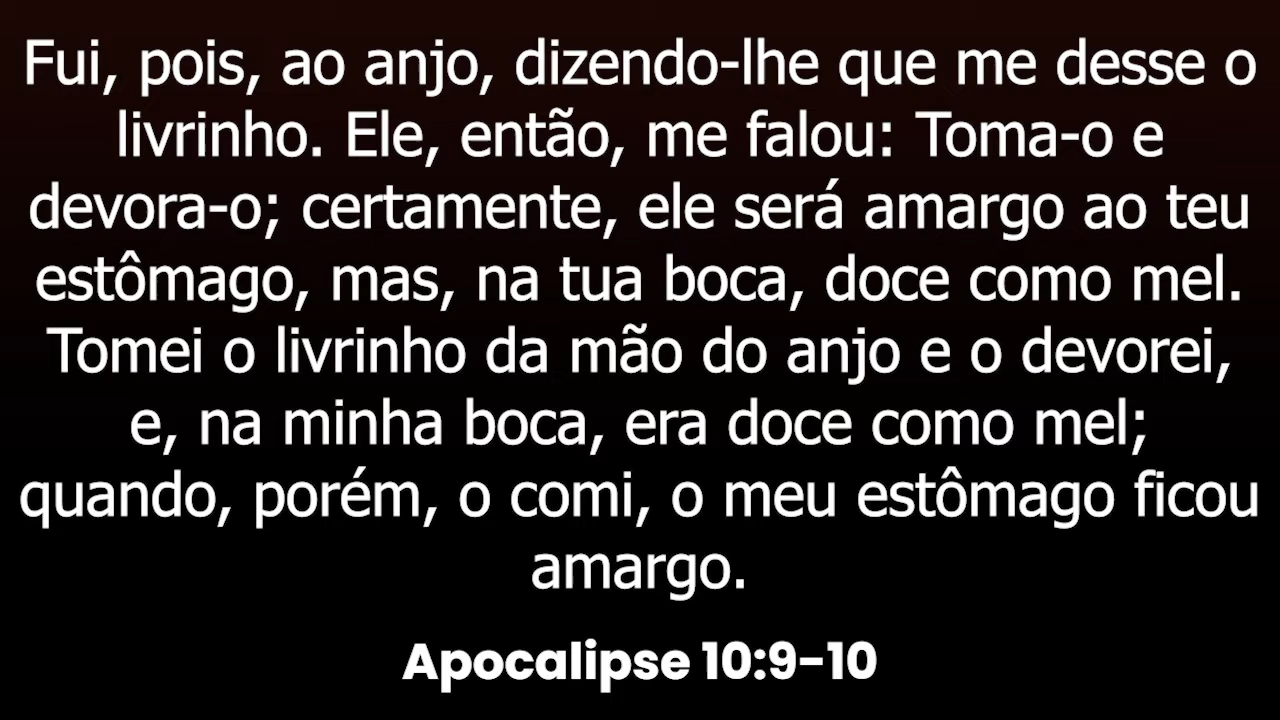 Fui, pois, ao anjo, dizendo-lhe que me desse o
livrinho. Ele, então, me falou: Toma-o e
devora-o; certamente, ele será amargo ao teu
estômago, mas, na tua boca, doce como mel.
Tomei o livrinho da mão do anjo e o devorei,
e, na minha boca, era doce como mel;
quando, porém, o comi, o meu estômago ficou
amargo.
Apocalipse 10:9-10